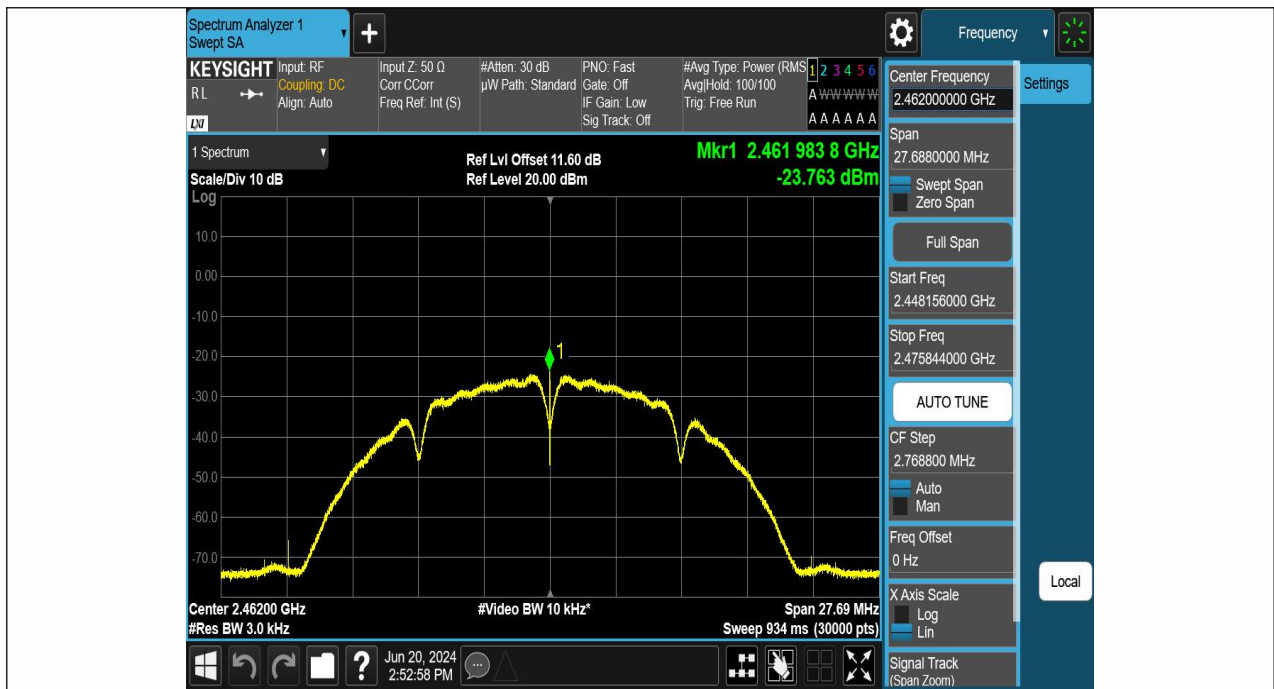 Spectrum Analyzer 1
Swept SA
+
Frequency
KEYSIGHT
RL
LXI
Input: RF
Coupling: DC
Align: Auto
Input Z: 50 Ω
Corr CCorr
Freq Ref: Int (S)
#Atten: 30 dB
µW Path: Standard
PNO: Fast
Gate: Off
IF Gain: Low
Sig Track: Off
#Avg Type: Power (RMS
Avg|Hold: 100/100
Trig: Free Run
1 2 3 4 5 6
A W W W W W
A A A A A A
1 Spectrum
Scale/Div 10 dB
Log
Ref Lvl Offset 11.60 dB
Ref Level 20.00 dBm
Mkr1 2.461 983 8 GHz
-23.763 dBm
10.0
0.00
-10.0
-20.0
-30.0
-40.0
-50.0
-60.0
-70.0
1
Center 2.46200 GHz
#Res BW 3.0 kHz
#Video BW 10 kHz*
Span 27.69 MHz
Sweep 934 ms (30000 pts)
?
Jun 20, 2024
2:52:58 PM
Center Frequency
2.462000000 GHz
Settings
Span
27.6880000 MHz
Swept Span
Zero Span
Full Span
Start Freq
2.448156000 GHz
Stop Freq
2.475844000 GHz
AUTO TUNE
CF Step
2.768800 MHz
Auto
Man
Freq Offset
0 Hz
Local
X Axis Scale
Log
Lin
Signal Track
(Span Zoom)